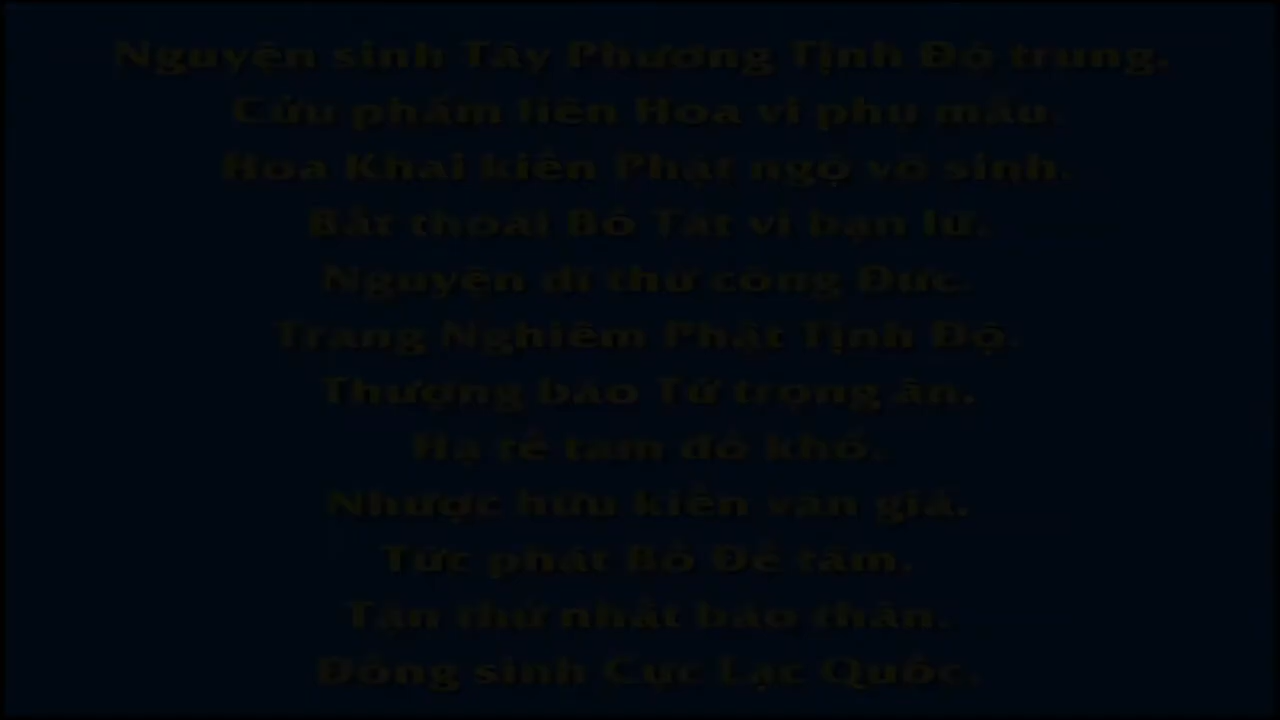 Nguyện sinh Tây Phương Tịnh Độ trung.
Cửu phẩm liên Hoa vi phụ mẫu.
Hoa Khai kiến Phật ngộ vô sinh.
Bất thoái Bồ Tát vi bạn lữ.
Nguyện dĩ thử công Đức.
Trang Nghiêm Phật Tịnh Độ.
Thượng báo Tứ trọng ân.
Hạ tế tam đồ khổ.
Nhược hữu kiến văn giả.
Tức phát Bồ Đề tâm.
Tận thử nhất báo thân.
Đồng sinh Cực Lạc Quốc.